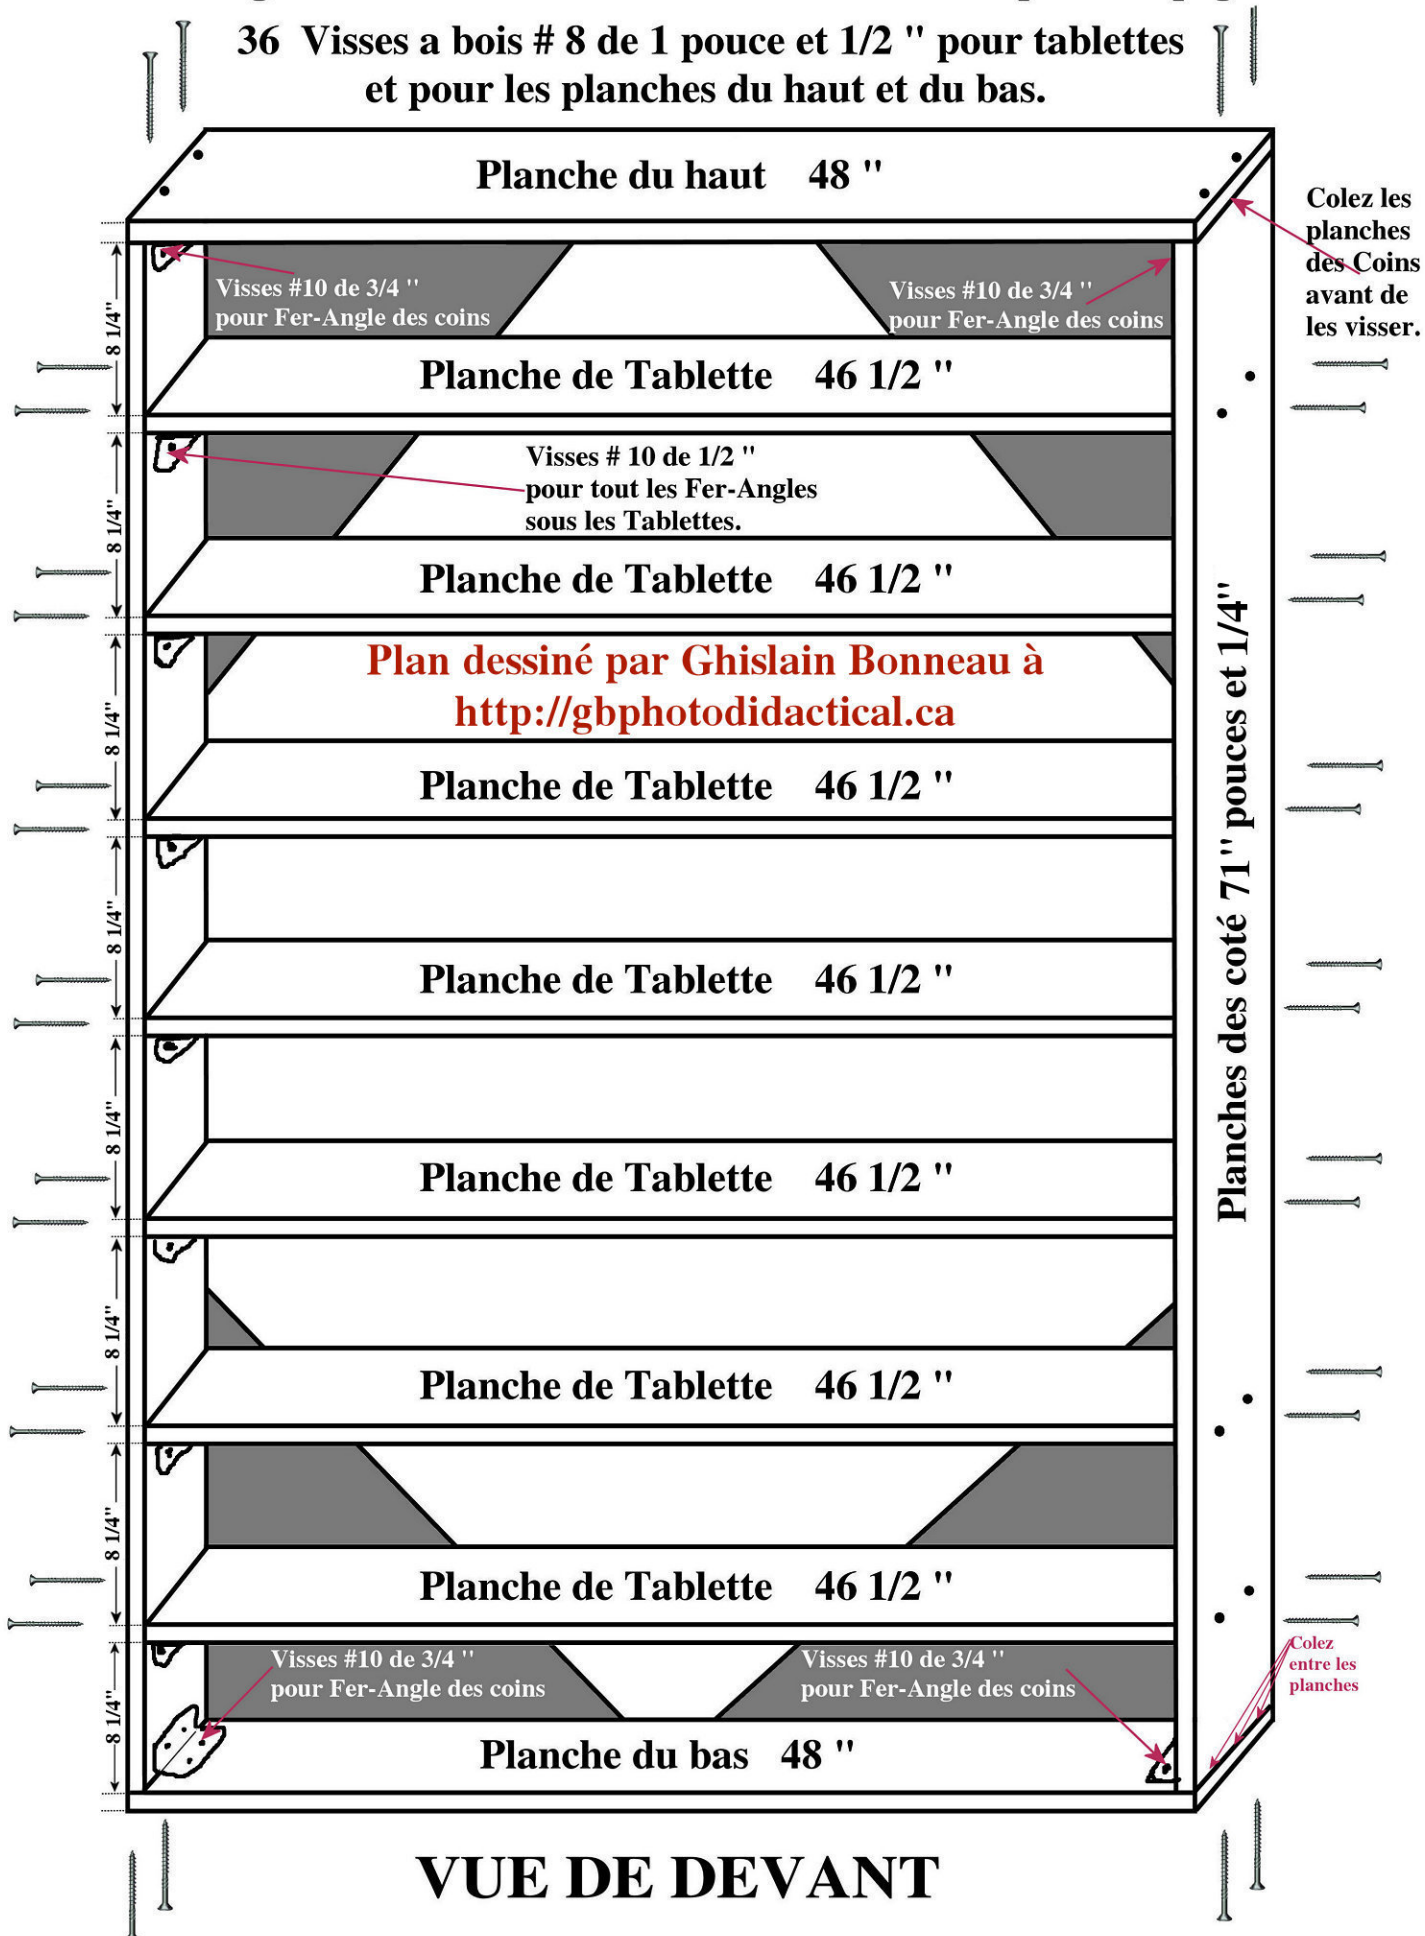 36 Visses a bois # 8 de 1 pouce et 1/2 " pour tablettes
et pour les planches du haut et du bas.
Planche du haut 48 "
Colez les
planches
des Coins
avant de
les visser.
Visses #10 de 3/4 "
pour Fer-Angle des coins
Visses #10 de 3/4 "
pour Fer-Angle des coins
8 1/4"
Planche de Tablette 46 1/2 "
Visses # 10 de 1/2 "
pour tout les Fer-Angles
sous les Tablettes.
8 1/4"
Planche de Tablette 46 1/2 "
Plan dessiné par Ghislain Bonneau à
http://gbphotodidactical.ca
8 1/4"
Planche de Tablette 46 1/2 "
Planches des coté 71" pouces et 1/4"
8 1/4"
Planche de Tablette 46 1/2 "
8 1/4"
Planche de Tablette 46 1/2 "
8 1/4"
Planche de Tablette 46 1/2 "
8 1/4"
Planche de Tablette 46 1/2 "
Colez
entre les
planches
Visses #10 de 3/4 "
pour Fer-Angle des coins
Visses #10 de 3/4 "
pour Fer-Angle des coins
8 1/4"
Planche du bas 48 "
VUE DE DEVANT